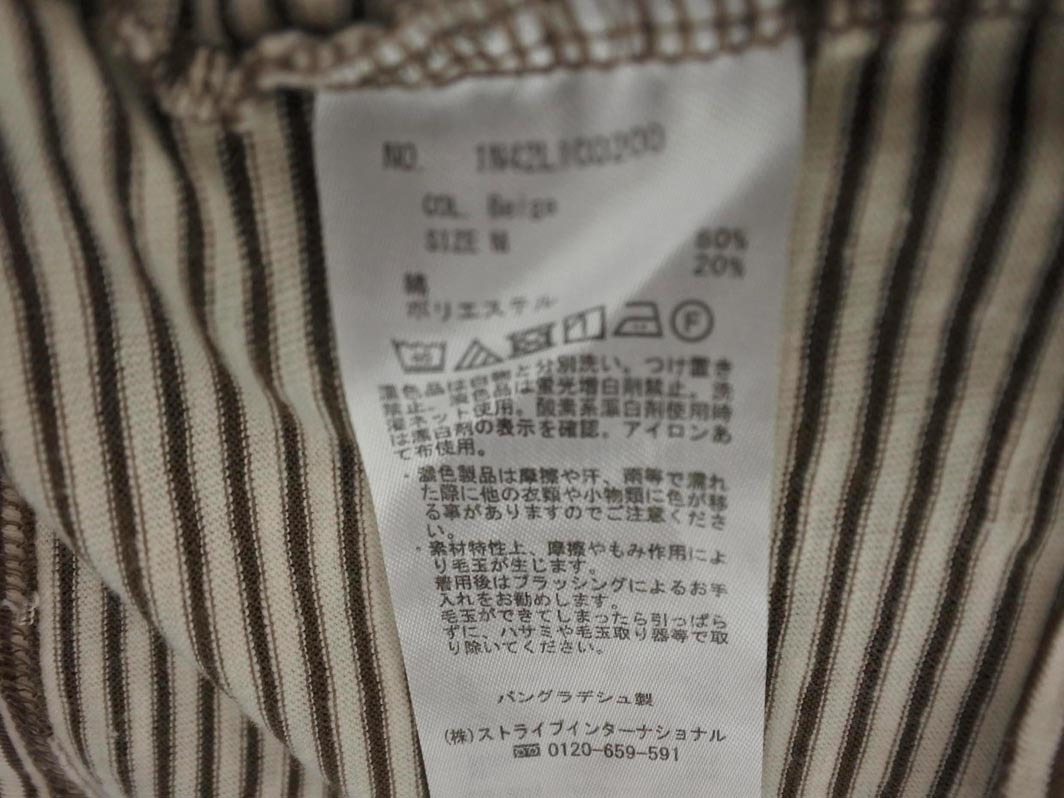 NO. 1N42L103200
COL. Beige
SIZE M
綿 80%
ポリエステル 20%
濃色品は白物と分別洗い。つけ置き
禁止。淡色品は蛍光増白剤禁止。洗
濯ネット使用。酸素系漂白剤使用時
は漂白剤の表示を確認。アイロンあ
て布使用。
・濃色製品は摩擦や汗、雨等で濡れ
た際に他の衣類や小物類に色が移
る事がありますのでご注意くださ
い。
・素材特性上、摩擦やもみ作用によ
り毛玉が生じます。
着用後はブラッシングによるお手
入れをお勧めします。
毛玉ができてしまったら引っぱら
ずに、ハサミや毛玉取り器等で取
り除いてください。
バングラデシュ製
(株)ストライプインターナショナル
0120-659-591